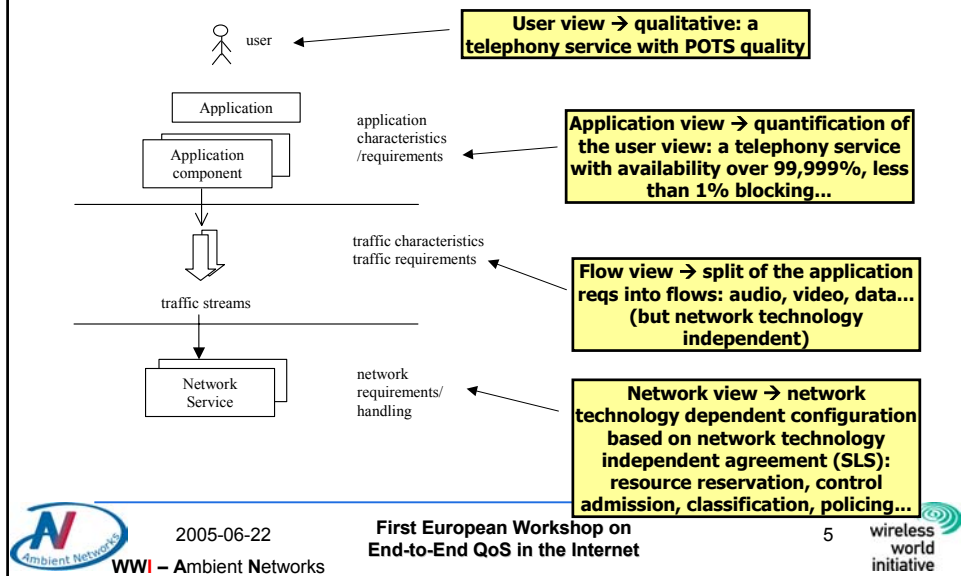 user
User view → qualitative: a
telephony service with POTS quality
Application
Application
component
application
characteristics
/requirements
Application view → quantification of
the user view: a telephony service
with availability over 99,999%, less
than 1% blocking...
traffic streams
traffic characteristics
traffic requirements
Flow view → split of the application
reqs into flows: audio, video, data...
(but network technology
independent)
Network
Service
network
requirements/
handling
Network view → network
technology dependent configuration
based on network technology
independent agreement (SLS):
resource reservation, control
admission, classification, policing...
Ambient Networks
2005-06-22
WWI – Ambient Networks
First European Workshop on
End-to-End QoS in the Internet
5
wireless
world
initiative